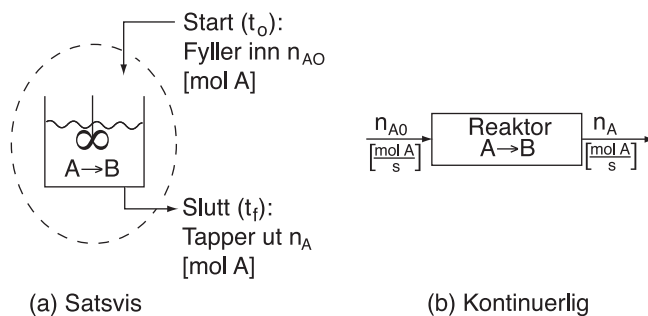 Start (t_o):
Fyller inn n_AO
[mol A]
A→B
Slutt (t_f):
Tapper ut n_A
[mol A]
(a) Satsvis
n_A0
[mol A/s]
Reaktor
A→B
n_A
[mol A/s]
(b) Kontinuerlig